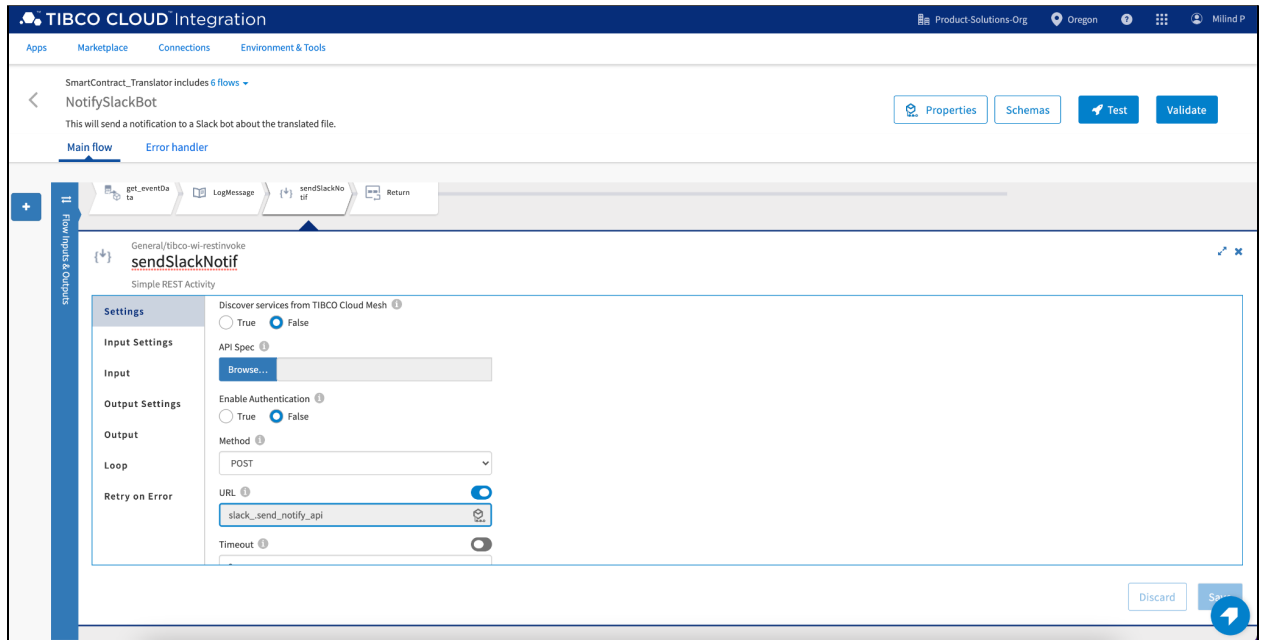 TIBCO CLOUD™ Integration
Product-Solutions-Org
Oregon
?
Milind P
Apps
Marketplace
Connections
Environment & Tools
SmartContract_Translator includes 6 flows
NotifySlackBot
This will send a notification to a Slack bot about the translated file.
Properties
Schemas
Test
Validate
Main flow
Error handler
+
Flow Inputs & Outputs
get_eventDa
ta
LogMessage
sendSlackNo
tif
Return
General/tibco-wi-restinvoke
sendSlackNotif
Simple REST Activity
Settings
Input Settings
Input
Output Settings
Output
Loop
Retry on Error
Discover services from TIBCO Cloud Mesh
True
False
API Spec
Browse...
Enable Authentication
True
False
Method
POST
URL
slack_.send_notify_api
Timeout
Discard